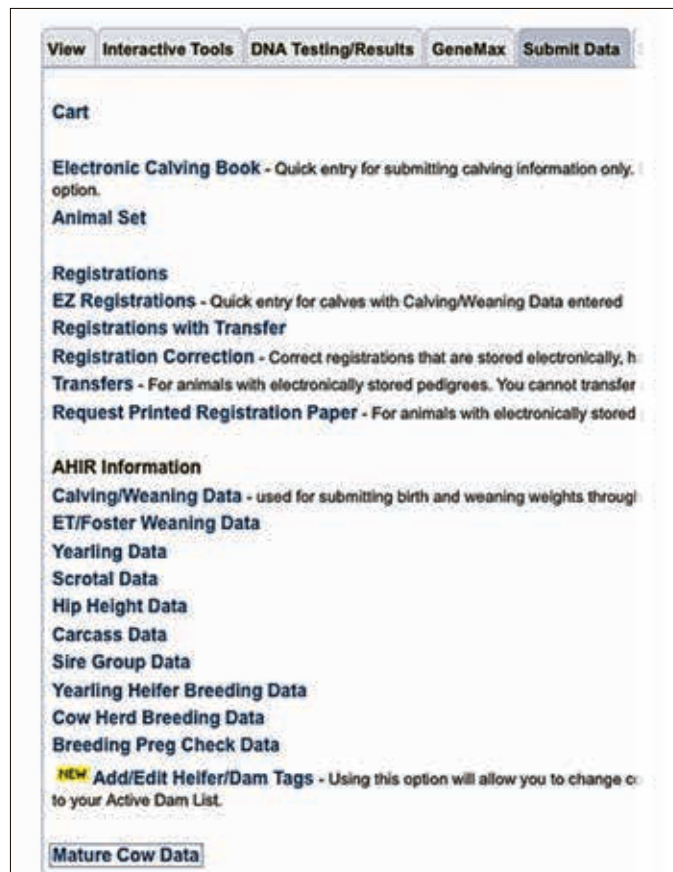 View Interactive Tools DNA Testing/Results GeneMax Submit Data
Cart
Electronic Calving Book - Quick entry for submitting calving information only.
option.
Animal Set
Registrations
EZ Registrations - Quick entry for calves with Calving/Weaning Data entered
Registrations with Transfer
Registration Correction - Correct registrations that are stored electronically, h
Transfers - For animals with electronically stored pedigrees. You cannot transfer
Request Printed Registration Paper - For animals with electronically stored
AHIR Information
Calving/Weaning Data - used for submitting birth and weaning weights through
ET/Foster Weaning Data
Yearling Data
Scrotal Data
Hip Height Data
Carcass Data
Sire Group Data
Yearling Heifer Breeding Data
Cow Herd Breeding Data
Breeding Preg Check Data
NEW Add/Edit Heifer/Dam Tags - Using this option will allow you to change c
to your Active Dam List.
Mature Cow Data